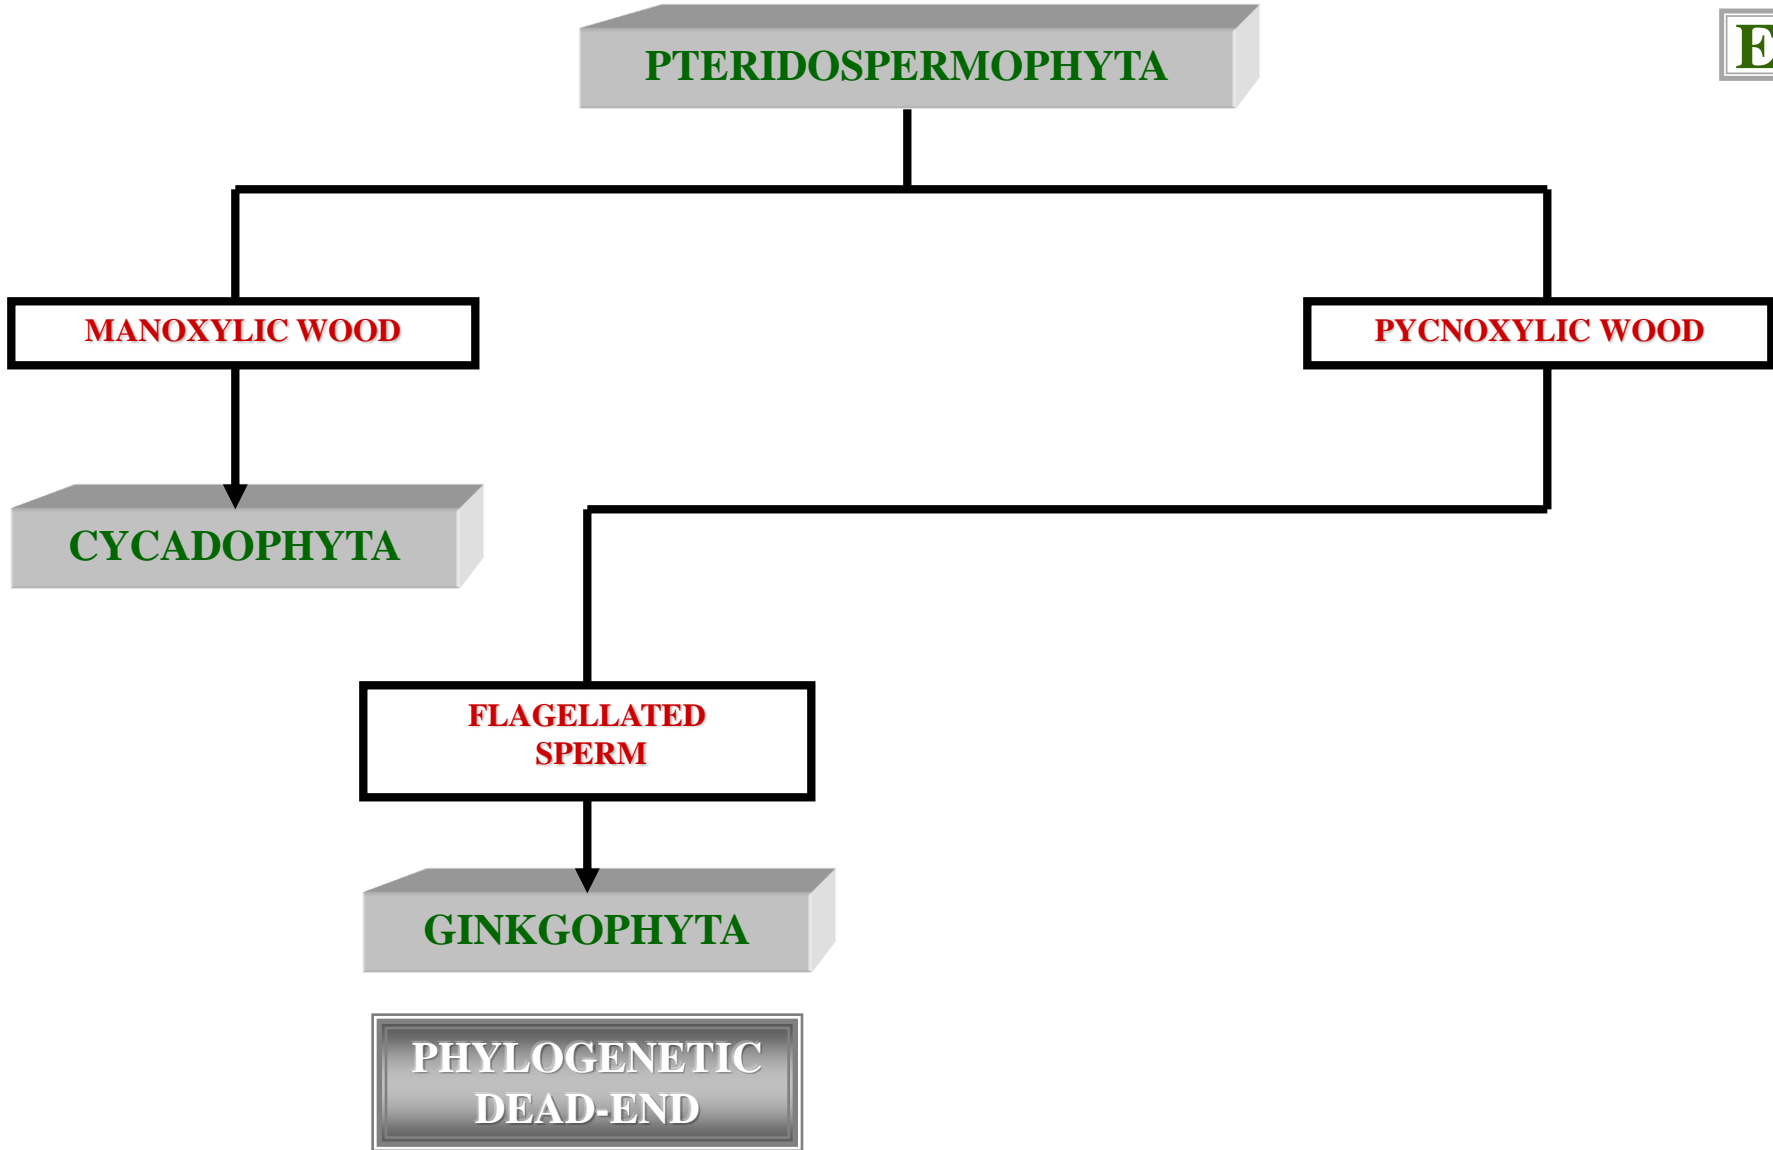 PTERIDOSPERMOPHYTA
E
MANOXYLIC WOOD
PYCNOXYLIC WOOD
CYCADOPHYTA
FLAGELLATED
SPERM
GINKGOPHYTA
PHYLOGENETIC
DEAD-END